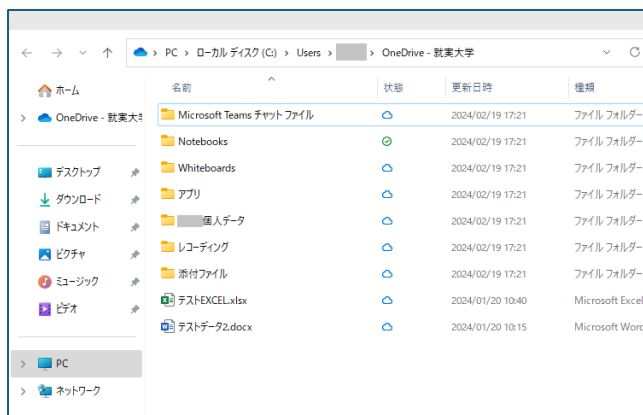 PC > ローカル ディスク (C:) > Users > > OneDrive - 就実大学
ホーム
OneDrive - 就実大学
デスクトップ
ダウンロード
ドキュメント
ピクチャ
ミュージック
ビデオ
PC
ネットワーク
名前 状態 更新日時 種類
Microsoft Teams チャット ファイル 2024/02/19 17:21 ファイル フォルダー
Notebooks 2024/02/19 17:21 ファイル フォルダー
Whiteboards 2024/02/19 17:21 ファイル フォルダー
アプリ 2024/02/19 17:21 ファイル フォルダー
個人データ 2024/02/19 17:21 ファイル フォルダー
レコーディング 2024/02/19 17:21 ファイル フォルダー
添付ファイル 2024/02/19 17:21 ファイル フォルダー
テストEXCEL.xlsx 2024/01/20 10:40 Microsoft Excel
テストデータ2.docx 2024/01/20 10:15 Microsoft Word